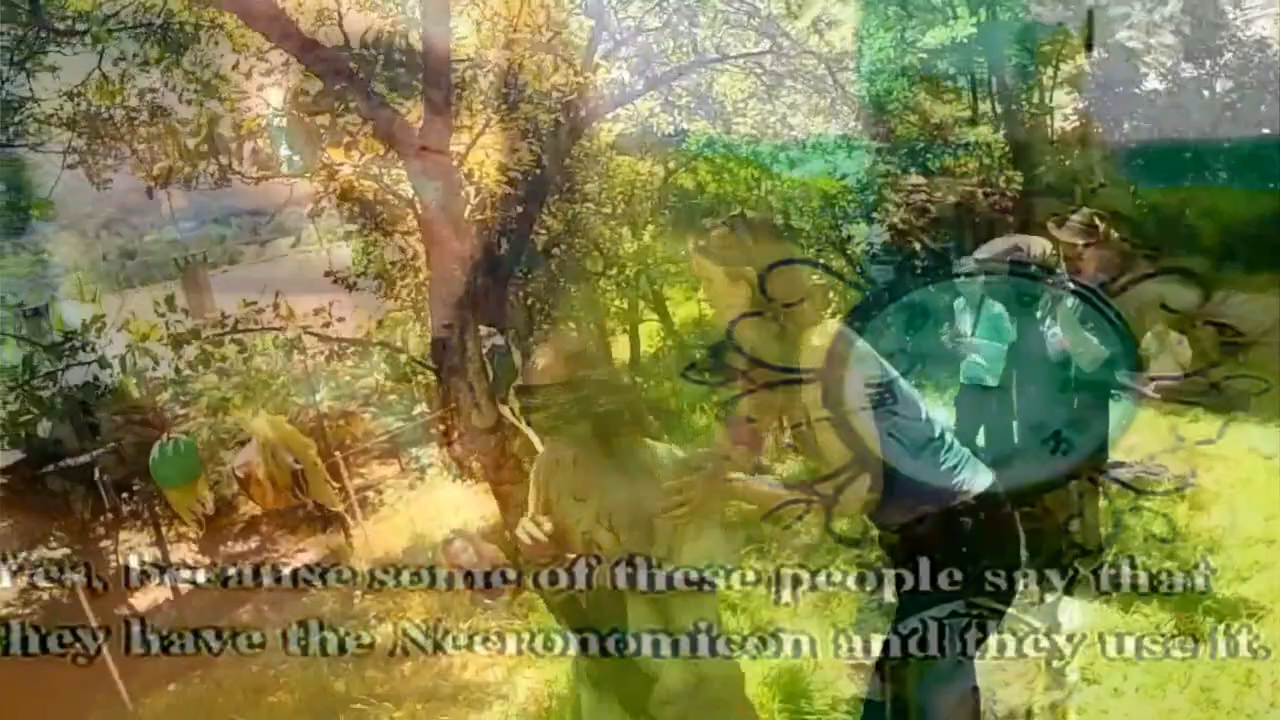 Yes, because some of these people say that
they have the Necronomicon and they use it.